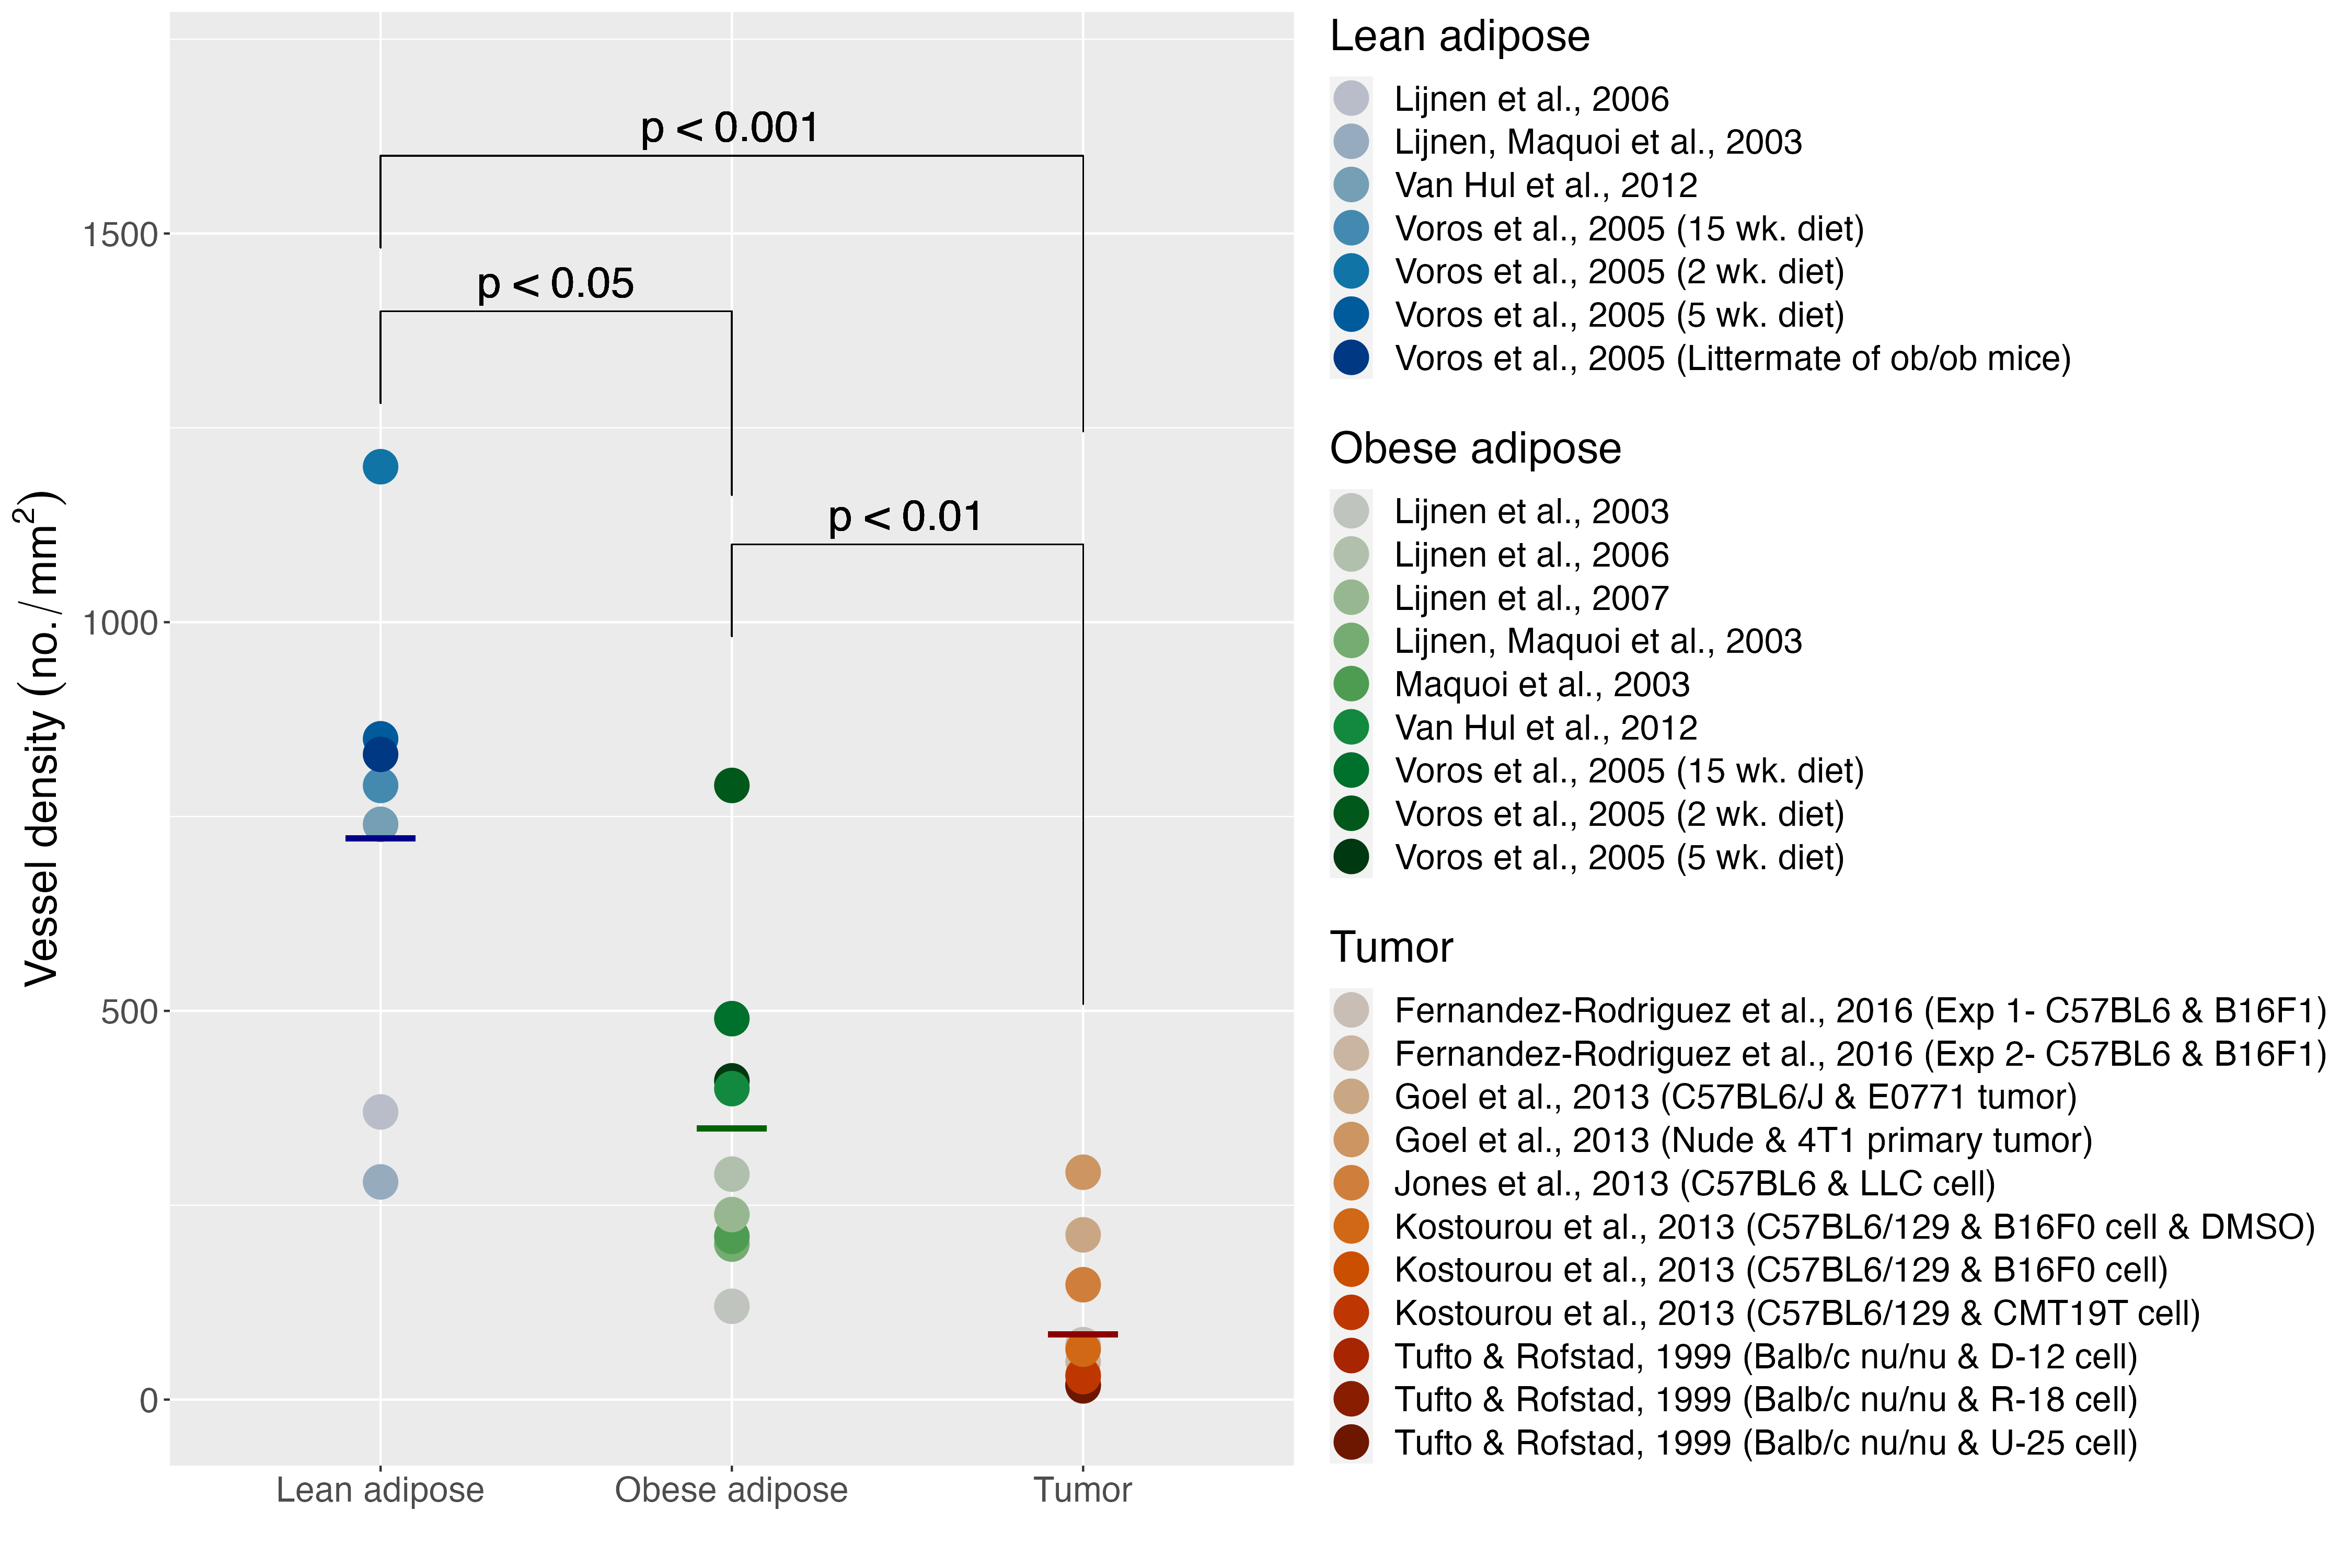 Vessel density (no./mm²)
1500
1000
500
0
p < 0.001
p < 0.05
p < 0.01
Lean adipose
Obese adipose
Tumor
Lean adipose
Lijnen et al., 2006
Lijnen, Maquoi et al., 2003
Van Hul et al., 2012
Voros et al., 2005 (15 wk. diet)
Voros et al., 2005 (2 wk. diet)
Voros et al., 2005 (5 wk. diet)
Voros et al., 2005 (Littermate of ob/ob mice)
Obese adipose
Lijnen et al., 2003
Lijnen et al., 2006
Lijnen et al., 2007
Lijnen, Maquoi et al., 2003
Maquoi et al., 2003
Van Hul et al., 2012
Voros et al., 2005 (15 wk. diet)
Voros et al., 2005 (2 wk. diet)
Voros et al., 2005 (5 wk. diet)
Tumor
Fernandez-Rodriguez et al., 2016 (Exp 1- C57BL6 & B16F1)
Fernandez-Rodriguez et al., 2016 (Exp 2- C57BL6 & B16F1)
Goel et al., 2013 (C57BL6/J & E0771 tumor)
Goel et al., 2013 (Nude & 4T1 primary tumor)
Jones et al., 2013 (C57BL6 & LLC cell)
Kostourou et al., 2013 (C57BL6/129 & B16F0 cell & DMSO)
Kostourou et al., 2013 (C57BL6/129 & B16F0 cell)
Kostourou et al., 2013 (C57BL6/129 & CMT19T cell)
Tufto & Rofstad, 1999 (Balb/c nu/nu & D-12 cell)
Tufto & Rofstad, 1999 (Balb/c nu/nu & R-18 cell)
Tufto & Rofstad, 1999 (Balb/c nu/nu & U-25 cell)